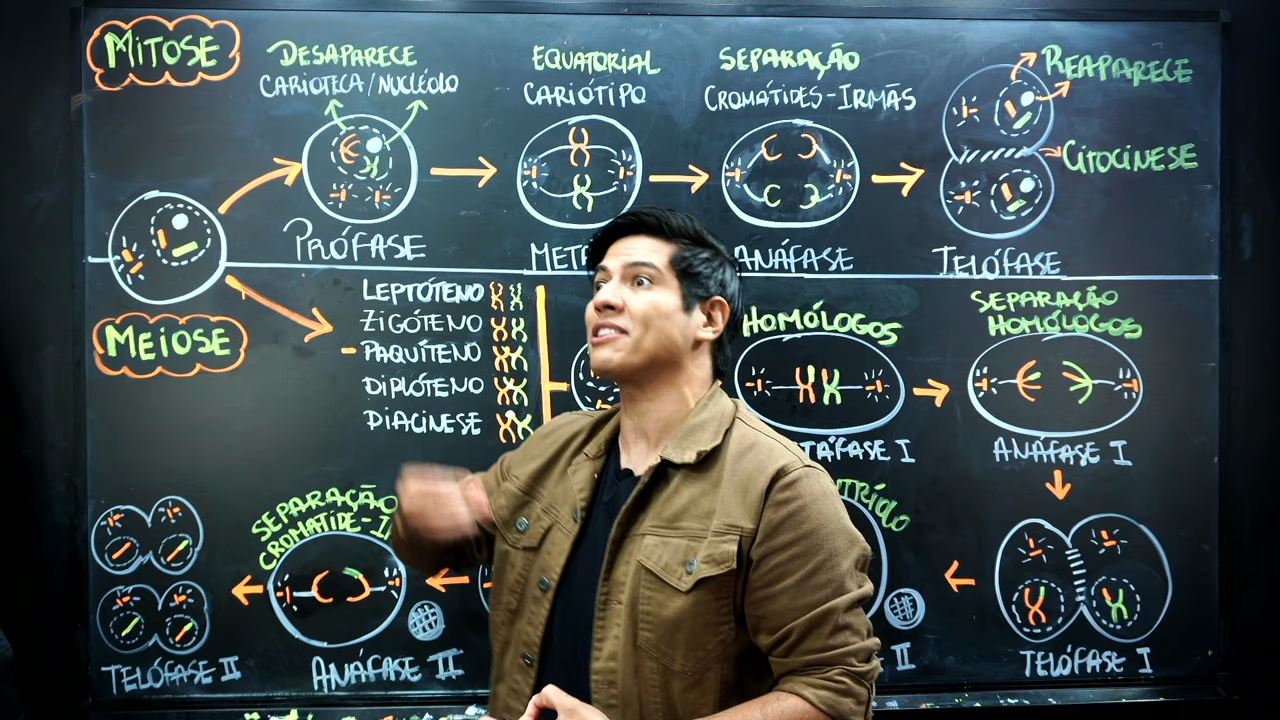 MITOSE
DESAPARECE
CARIOTECA/NUCLÉOLO
EQUATORIAL
CARIÓTIPO
SEPARAÇÃO
CROMÁTIDES-IRMÃS
REAPARECE
CITOCINESE
PRÓFASE
ANÁFASE
TELÓFASE
MEIOSE
LEPTÓTENO
ZIGÓTENO
PAQUÍTENO
DIPLÓTENO
DIACINESE
HOMÓLOGOS
SEPARAÇÃO
HOMÓLOGOS
ANÁFASE I
SEPARAÇÃO
TELÓFASE II
ANÁFASE II
II
TELÓFASE I